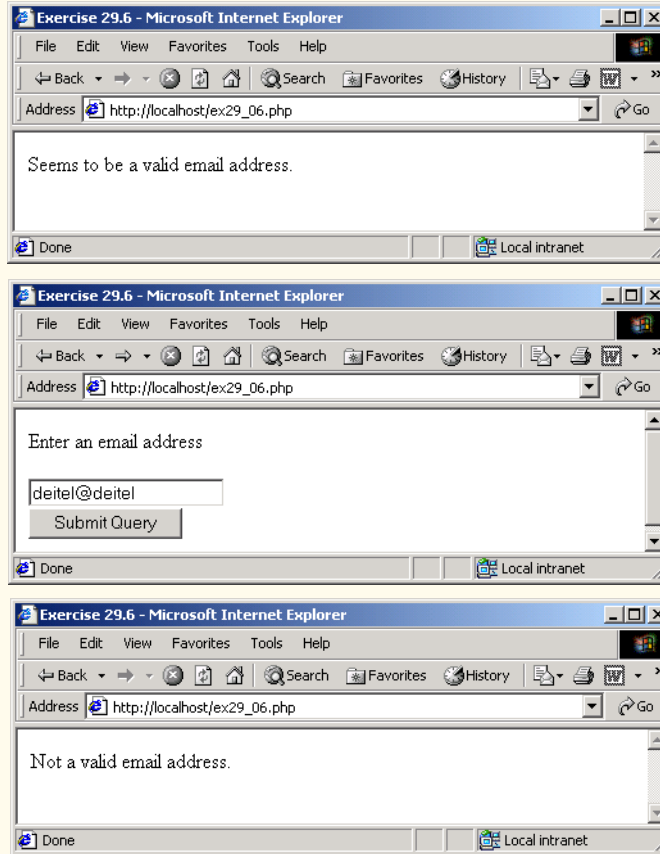 Exercise 29.6 - Microsoft Internet Explorer
File Edit View Favorites Tools Help
Back Search Favorites History W »
Address http://localhost/ex29_06.php Go
Seems to be a valid email address.
Done Local intranet
Exercise 29.6 - Microsoft Internet Explorer
File Edit View Favorites Tools Help
Back Search Favorites History W »
Address http://localhost/ex29_06.php Go
Enter an email address
deitel@deitel
Submit Query
Done Local intranet
Exercise 29.6 - Microsoft Internet Explorer
File Edit View Favorites Tools Help
Back Search Favorites History W
Address http://localhost/ex29_06.php Go
Not a valid email address.
Done Local intranet